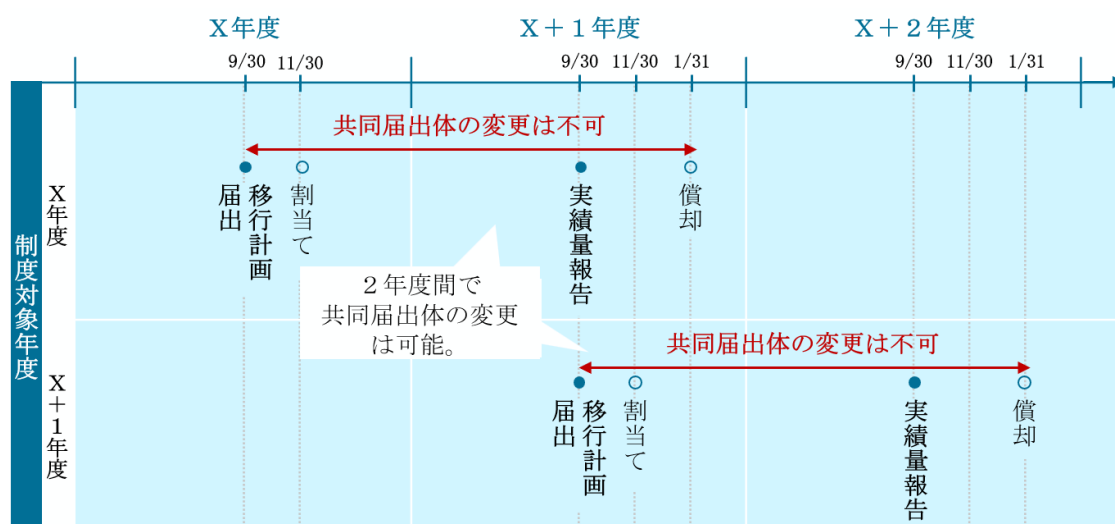 X年度
X＋1年度
X＋2年度
9/30
11/30
9/30
11/30
1/31
9/30
11/30
1/31
制度対象年度
X年度
共同届出体の変更は不可
移行計画
届出
割当て
実績量報告
償却
２年度間で
共同届出体の変更
は可能。
X＋1年度
共同届出体の変更は不可
移行計画
届出
割当て
実績量報告
償却